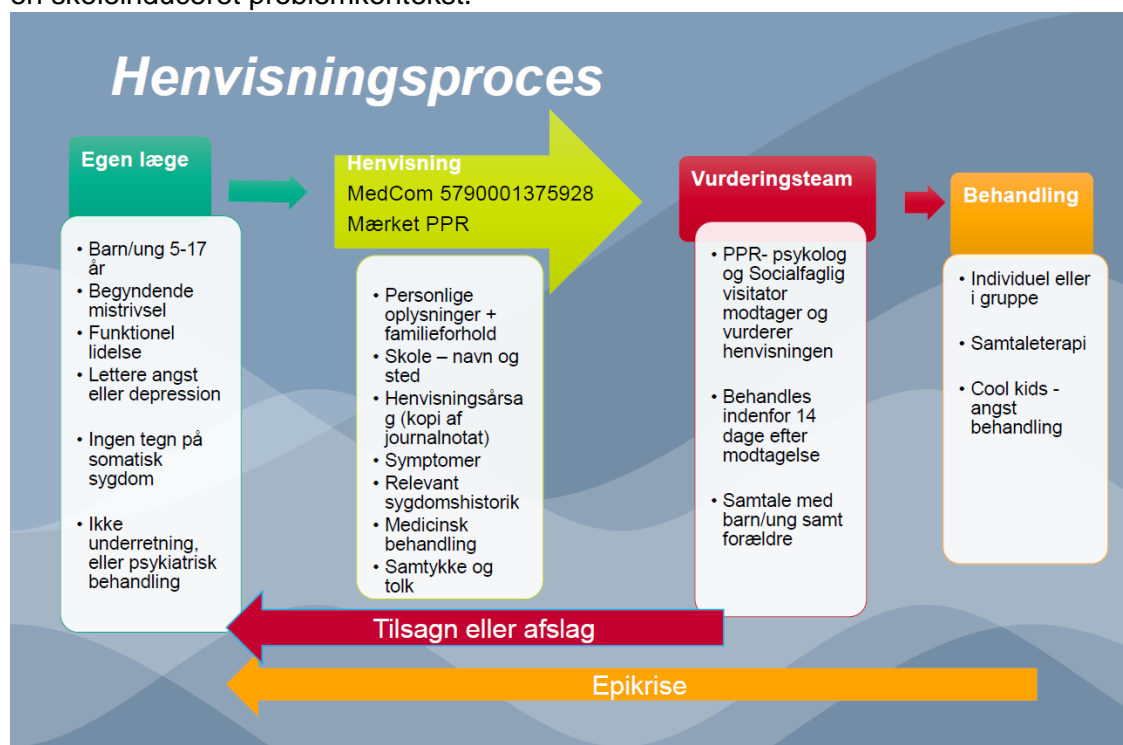 en skoleinduceret problemkontekst.
Henvisningsproces
Egen læge
• Barn/ung 5-17
år
• Begyndende
mistrivsel
• Funktionel
lidelse
• Lettere angst
eller depression
• Ingen tegn på
somatisk
sygdom
• Ikke
underretning,
eller psykiatrisk
behandling
Henvisning
MedCom 5790001375928
Mærket PPR
• Personlige
oplysninger +
familieforhold
• Skole – navn og
sted
• Henvisningsårsa
g (kopi af
journalnotat)
• Symptomer
• Relevant
sygdomshistorik
• Medicinsk
behandling
• Samtykke og
tolk
Vurderingsteam
• PPR- psykolog
og Socialfaglig
visitator
modtager og
vurderer
henvisningen
• Behandles
indenfor 14
dage efter
modtagelse
• Samtale med
barn/ung samt
forældre
Behandling
• Individuel eller
i gruppe
• Samtaleterapi
• Cool kids -
angst
behandling
Tilsagn eller afslag
Epikrise